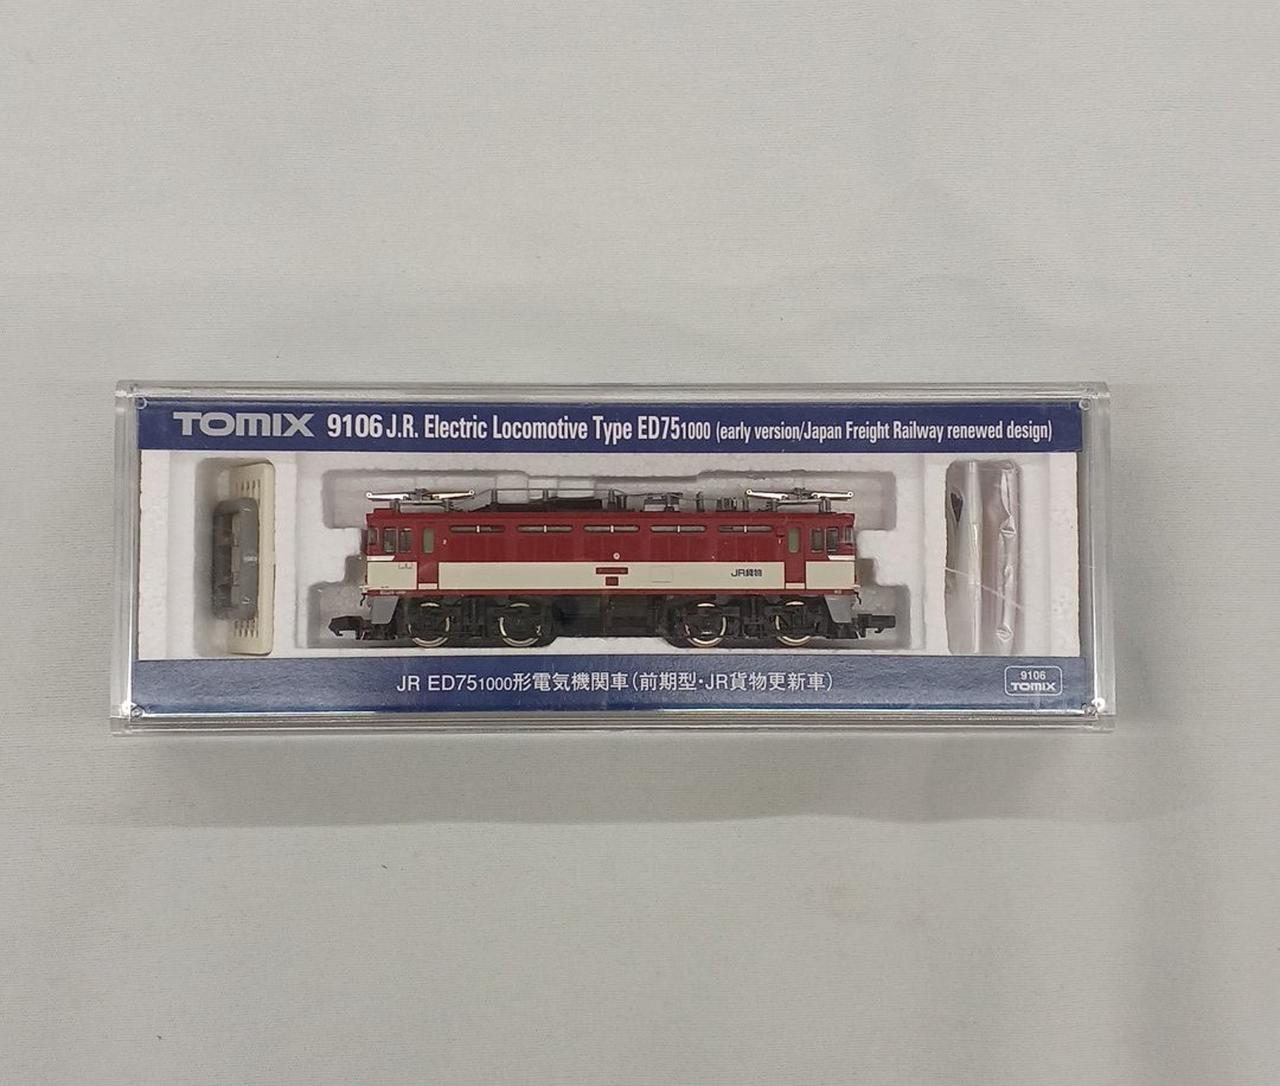 TOMIX 9106 J.R. Electric Locomotive Type ED751000 (early version/Japan Freight Railway renewed design)
JR貨物
JR ED751000形電気機関車(前期型・JR貨物更新車)
9106
TOMIX